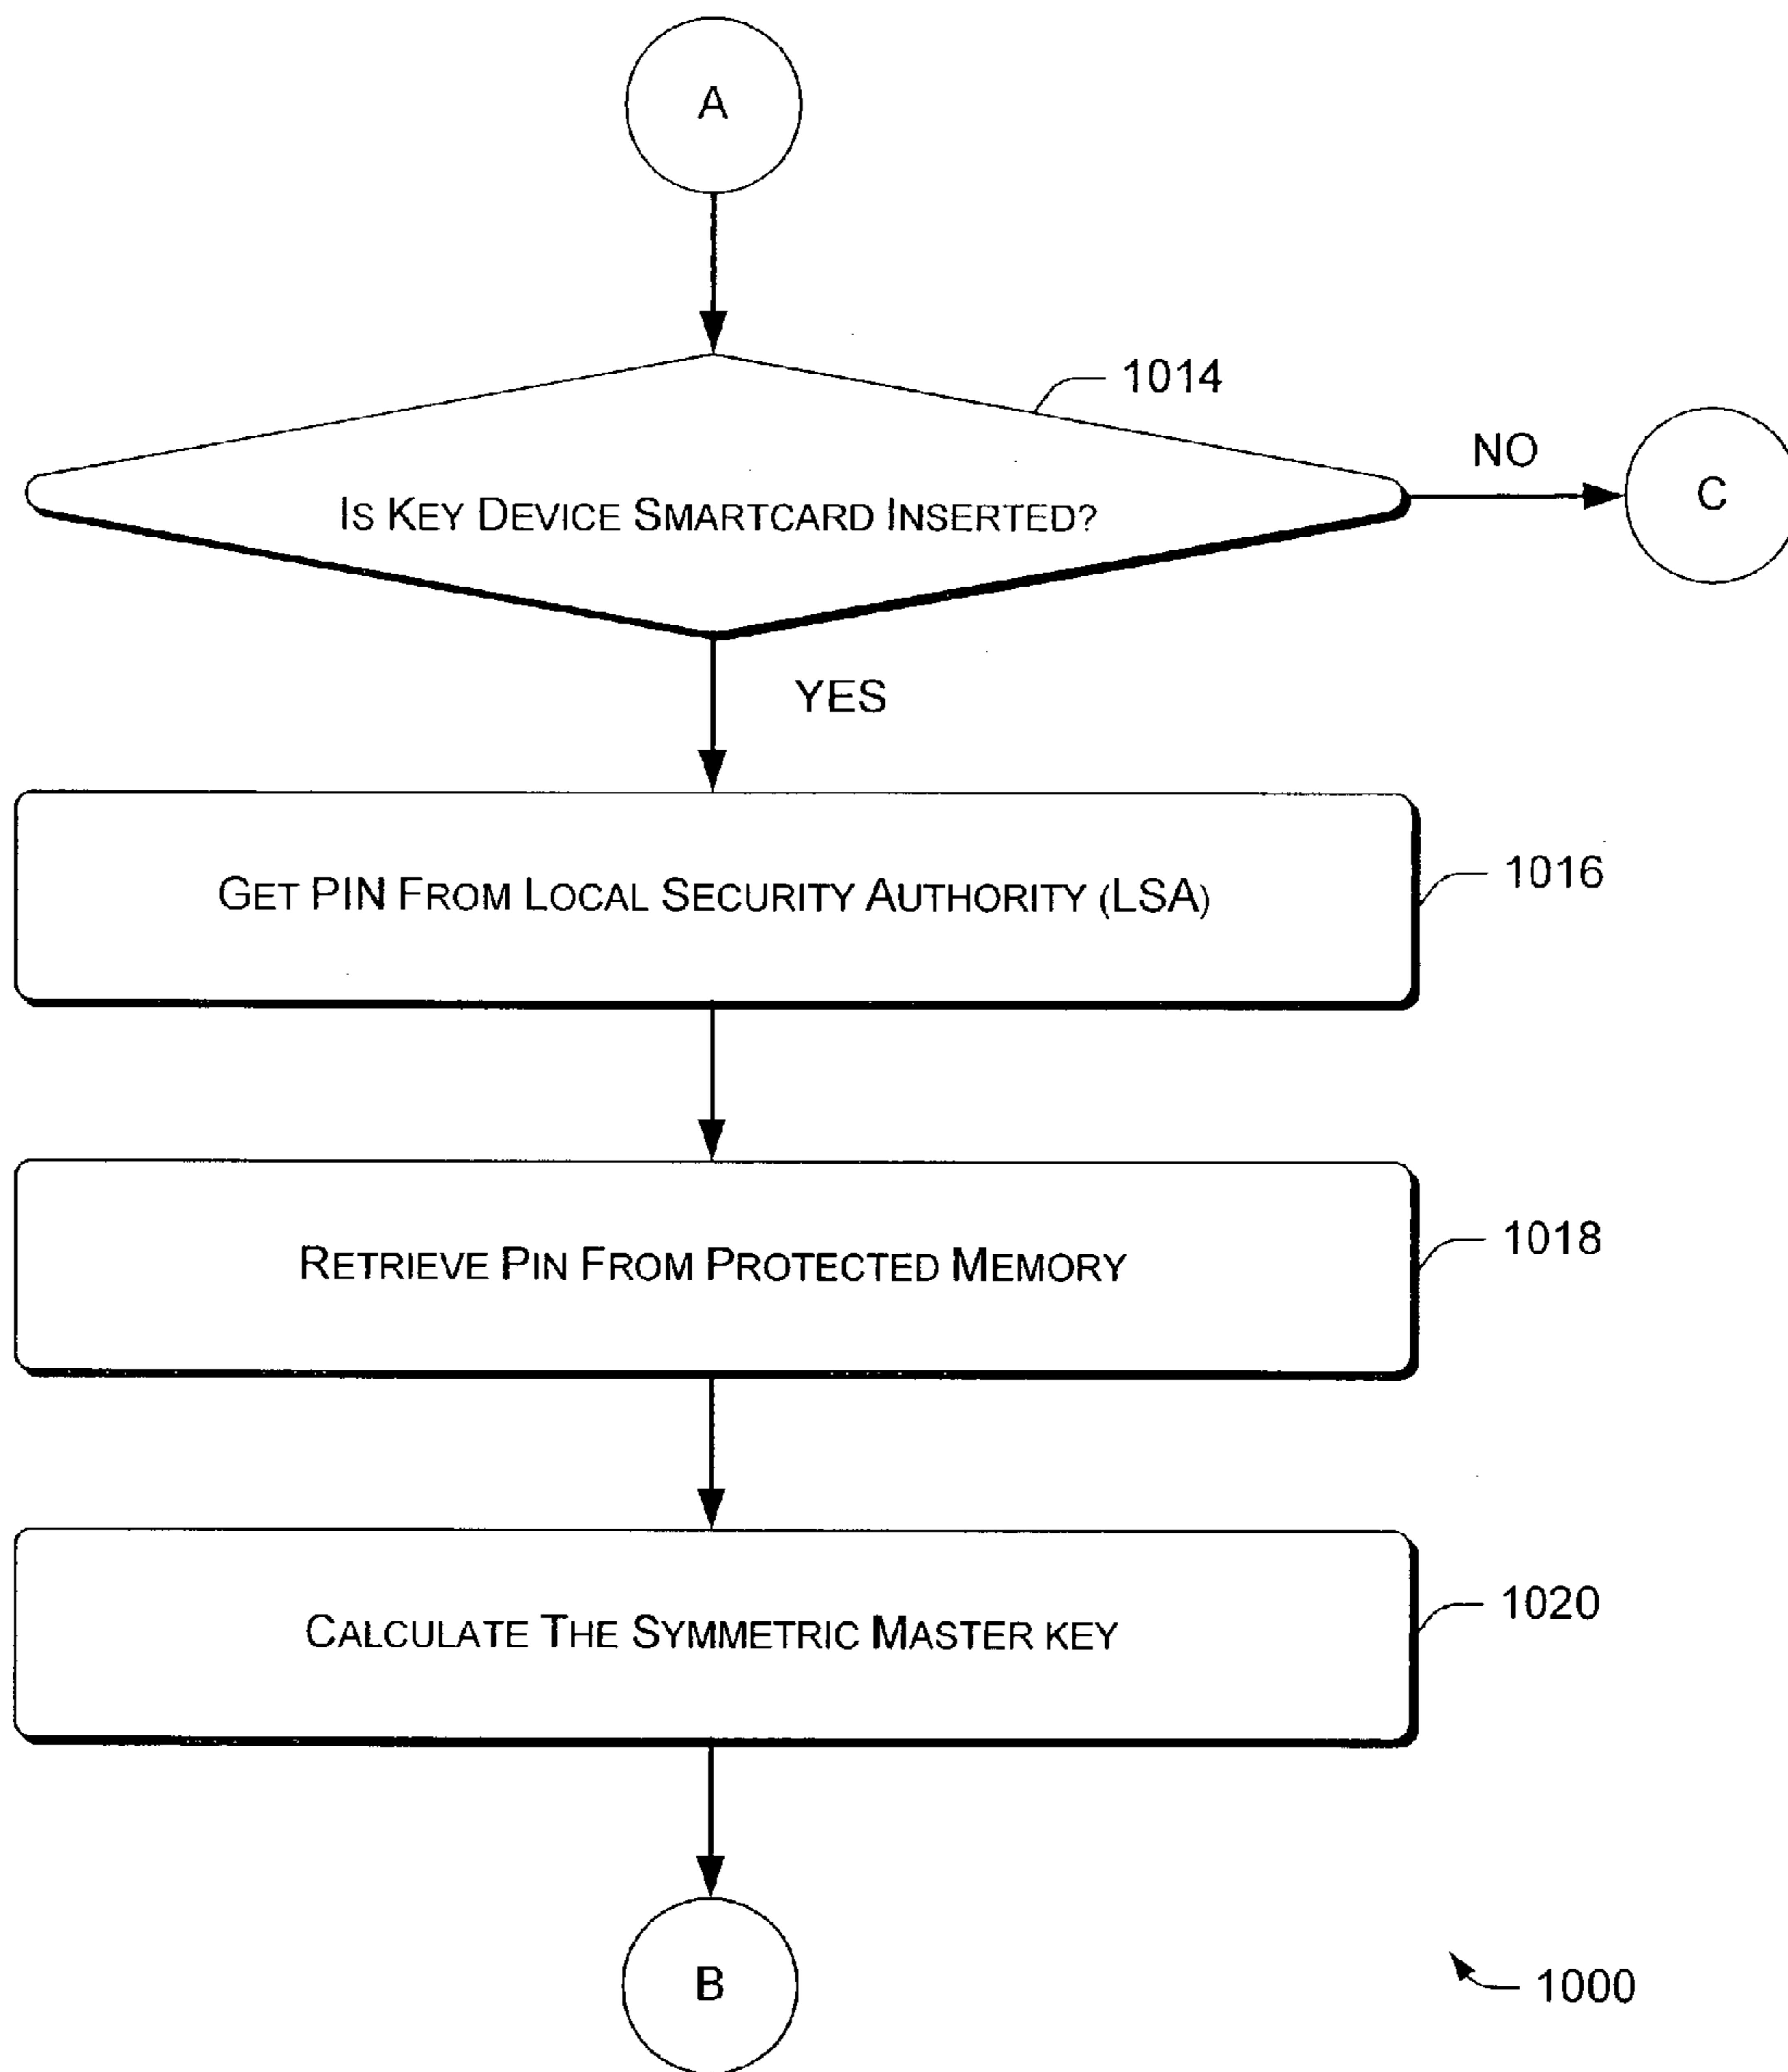 A
1014
NO
IS KEY DEVICE SMARTCARD INSERTED?
C
YES
GET PIN FROM LOCAL SECURITY AUTHORITY (LSA)
1016
RETRIEVE PIN FROM PROTECTED MEMORY
1018
CALCULATE THE SYMMETRIC MASTER KEY
1020
B
1000